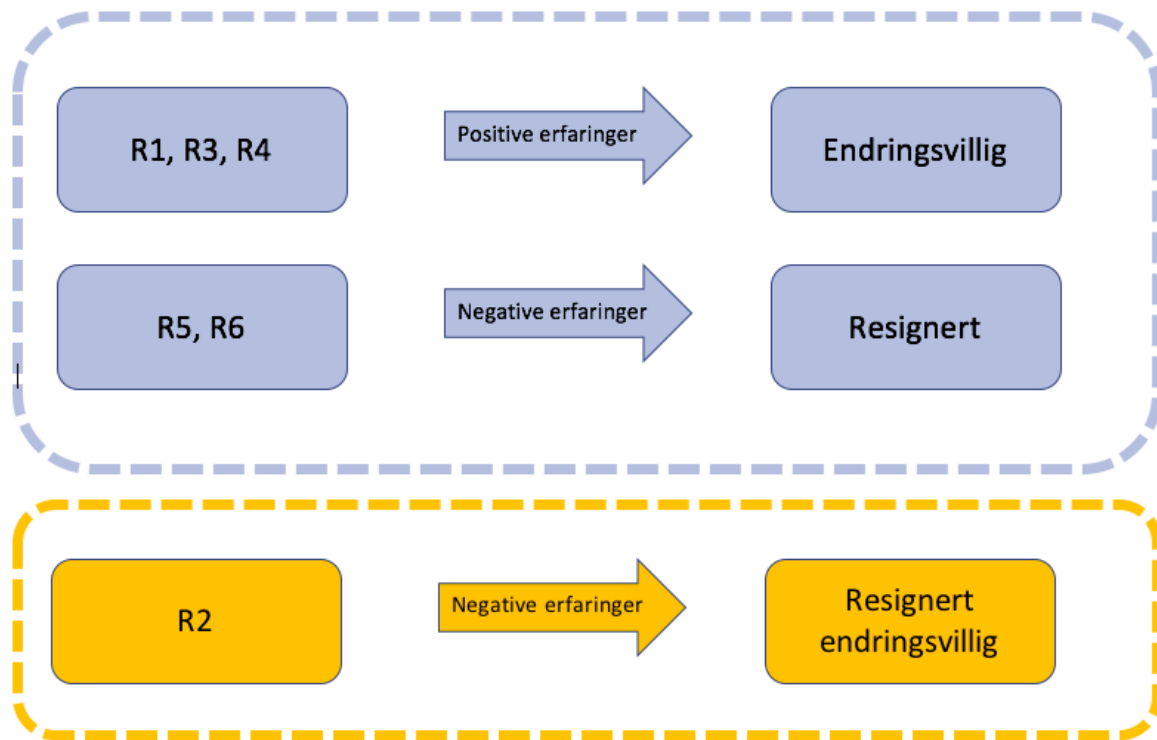 R1, R3, R4
Positive erfaringer
Endringsvillig
R5, R6
Negative erfaringer
Resignert
R2
Negative erfaringer
Resignert
endringsvillig